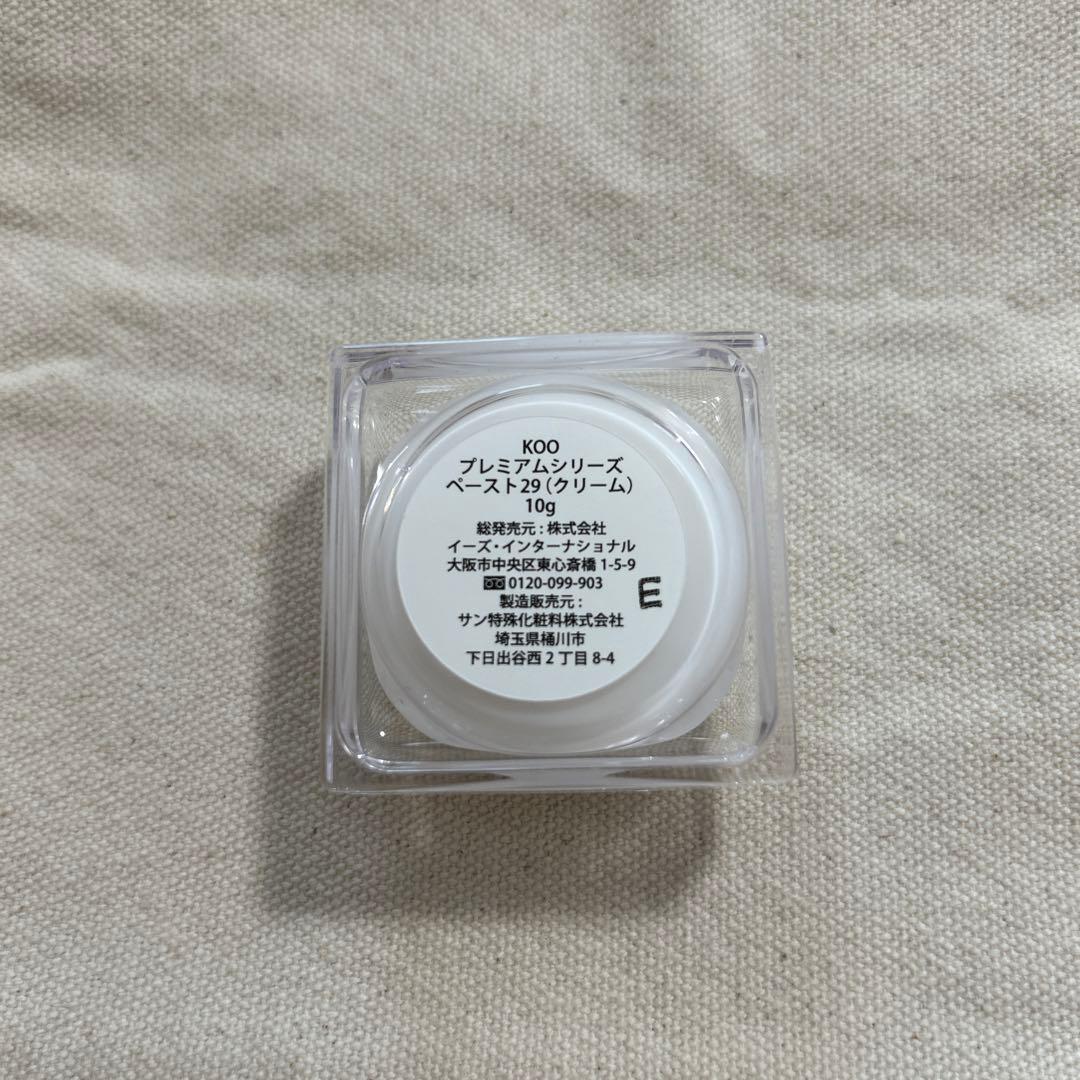 KOO
プレミアムシリーズ
ペースト29（クリーム）
10g
総発売元：株式会社
イーズ・インターナショナル
大阪市中央区東心斎橋 1-5-9
0120-099-903
製造販売元：
サン特殊化粧料株式会社
埼玉県桶川市
下日出谷西 2 丁目 8-4
E